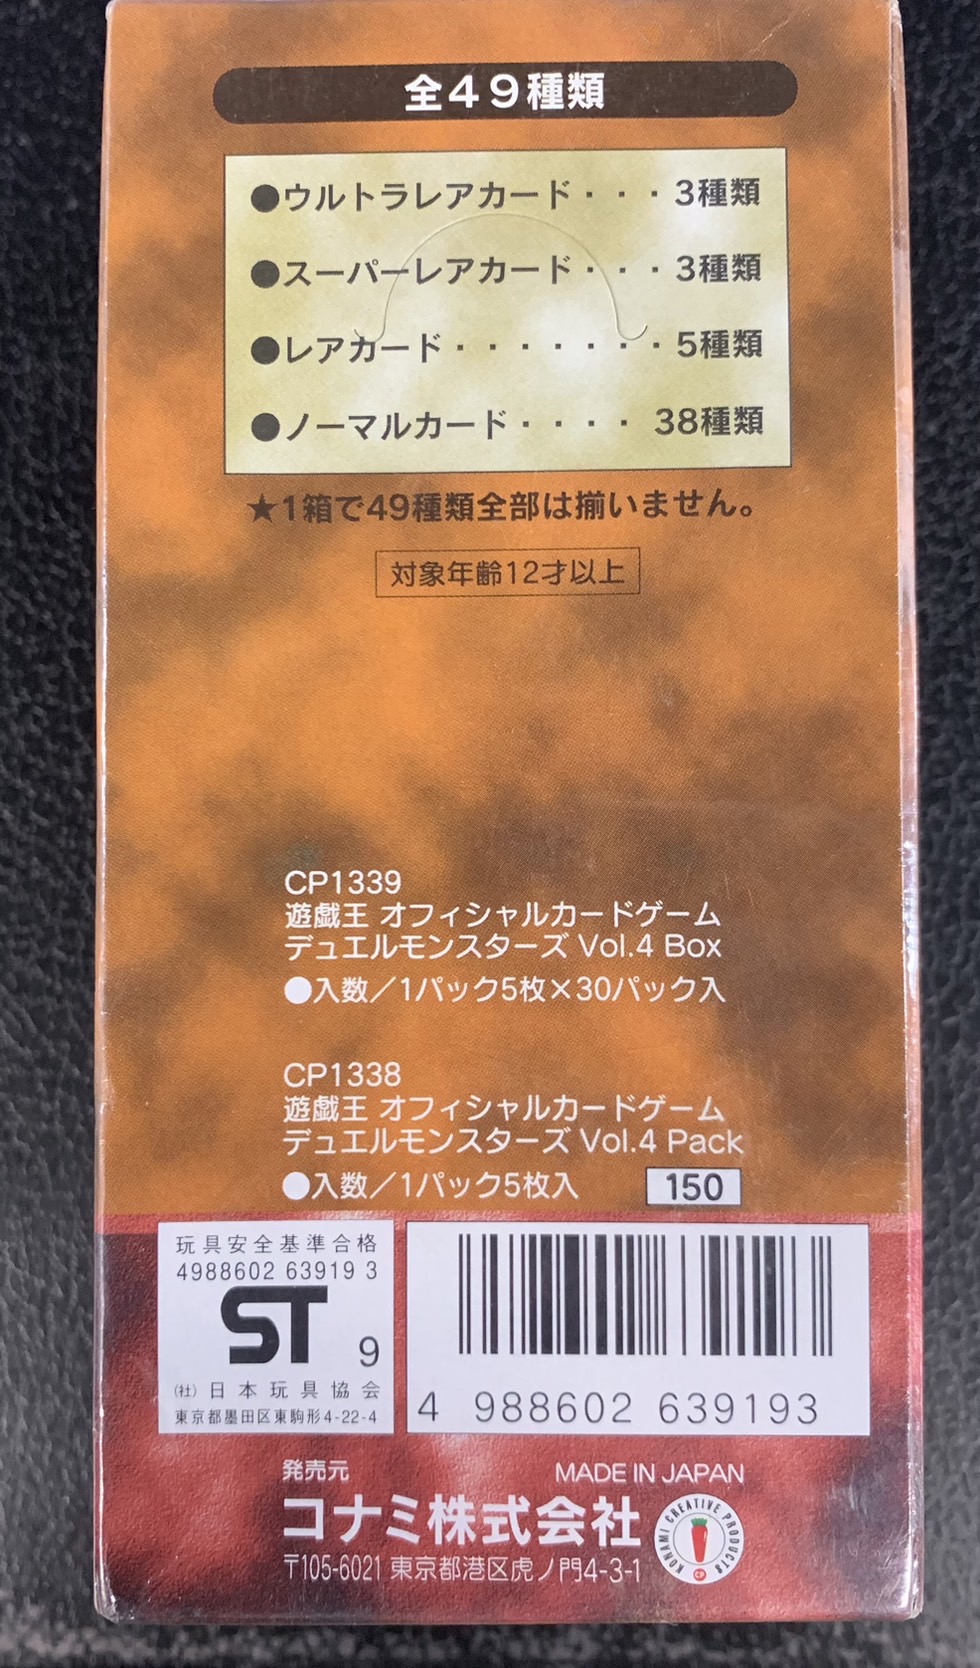 全49種類
●ウルトラレアカード・・・3種類
●スーパーレアカード・・・3種類
●レアカード・・・・・・・5種類
●ノーマルカード・・・・38種類
★1箱で49種類全部は揃いません。
対象年齢12才以上
CP1339
遊戯王 オフィシャルカードゲーム
デュエルモンスターズ Vol.4 Box
●入数／1パック5枚×30パック入
CP1338
遊戯王 オフィシャルカードゲーム
デュエルモンスターズ Vol.4 Pack
●入数／1パック5枚入 150
玩具安全基準合格
4988602 63919 3
ST 9
(社) 日本玩具協会
東京都墨田区東駒形4-22-4
4 988602 639193
発売元 MADE IN JAPAN
コナミ株式会社
KONAMI CREATIVE PRODUCTS
CP
〒105-6021 東京都港区虎ノ門4-3-1